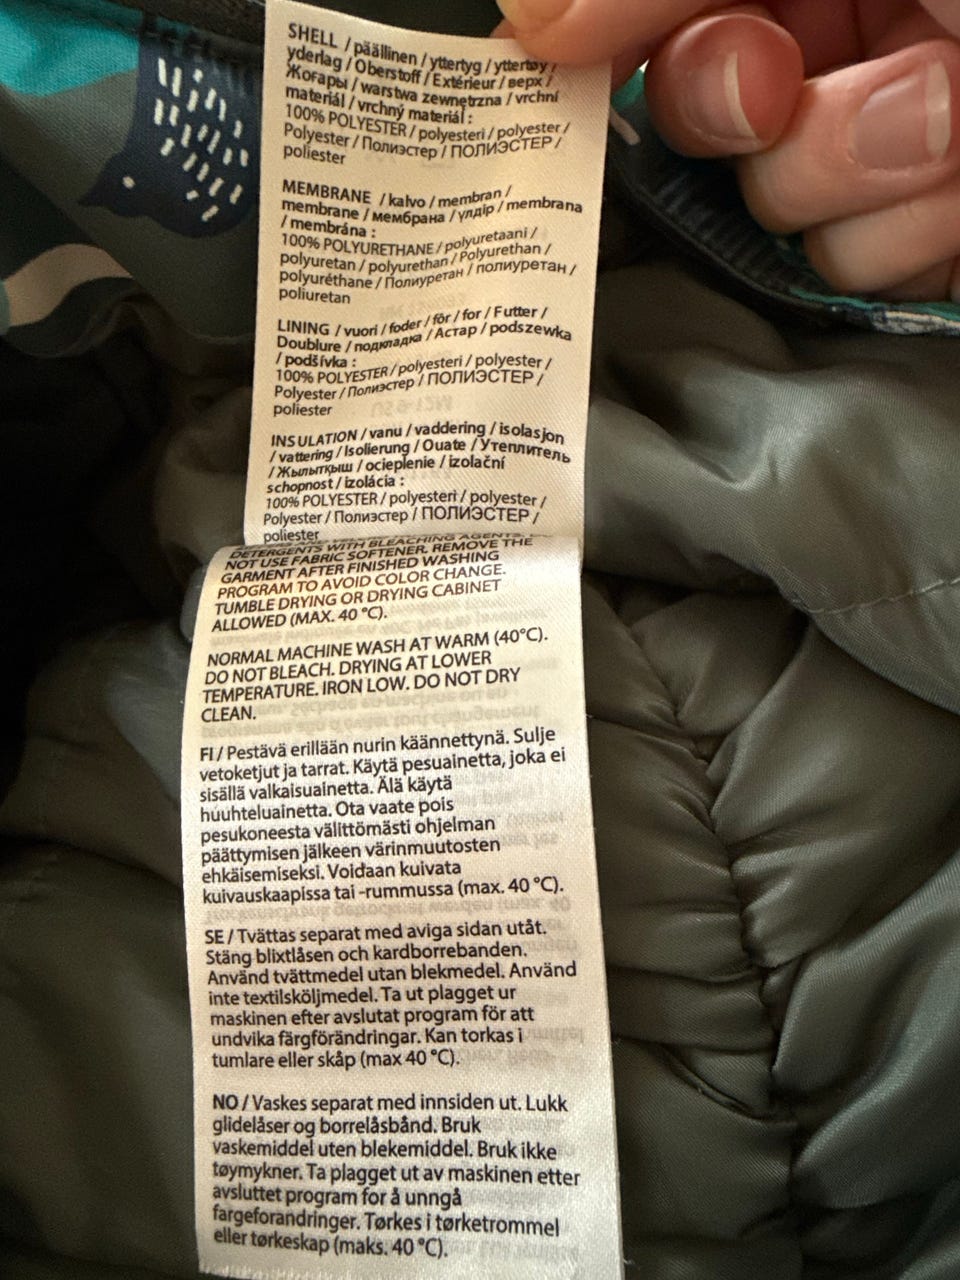 SHELL / päällinen / yttertyg / yttertøy /
yderlag / Oberstoff / Extérieur / верх /
Жоғары / warstwa zewnętrzna / vrchní
materiál / vrchný materiál :
100% POLYESTER / polyesteri / polyester /
Polyester / Полиэстер / ПОЛИЭСТЕР /
poliester
MEMBRANE / kalvo / membran /
membrane / мембрана / үлдір / membrana
/ membrána :
100% POLYURETHANE / polyuretaani /
polyuretan / polyurethan / Polyurethan /
polyuréthane / Полиуретан / полиуретан /
poliuretan
LINING / vuori / foder / fôr / for / Futter /
Doublure / подкладка / Астар / podszewka
/ podšívka :
100% POLYESTER / polyesteri / polyester /
Polyester / Полиэстер / ПОЛИЭСТЕР /
poliester
INSULATION / vanu / vaddering / isolasjon
/ vattering / Isolierung / Ouate / Утеплитель
/ Жылытқыш / ocieplenie / izolační
schopnost / izolácia :
100% POLYESTER / polyesteri / polyester /
Polyester / Полиэстер / ПОЛИЭСТЕР /
poliester
DETERGENTS WITH BLEACHING AGENTS.
NOT USE FABRIC SOFTENER. REMOVE THE
GARMENT AFTER FINISHED WASHING
PROGRAM TO AVOID COLOR CHANGE.
TUMBLE DRYING OR DRYING CABINET
ALLOWED (MAX. 40 °C).
NORMAL MACHINE WASH AT WARM (40°C).
DO NOT BLEACH. DRYING AT LOWER
TEMPERATURE. IRON LOW. DO NOT DRY
CLEAN.
FI / Pestävä erillään nurin käännettynä. Sulje
vetoketjut ja tarrat. Käytä pesuainetta, joka ei
sisällä valkaisuainetta. Älä käytä
huuhteluainetta. Ota vaate pois
pesukoneesta välittömästi ohjelman
päättymisen jälkeen värinmuutosten
ehkäisemiseksi. Voidaan kuivata
kuivauskaapissa tai -rummussa (max. 40 °C).
SE / Tvättas separat med aviga sidan utåt.
Stäng blixtlåsen och kardborrebanden.
Använd tvättmedel utan blekmedel. Använd
inte textilsköljmedel. Ta ut plagget ur
maskinen efter avslutat program för att
undvika färgförändringar. Kan torkas i
tumlare eller skåp (max 40 °C).
NO / Vaskes separat med innsiden ut. Lukk
glidelåser og borrelåsbånd. Bruk
vaskemiddel uten blekemiddel. Bruk ikke
tøymykner. Ta plagget ut av maskinen etter
avsluttet program for å unngå
fargeforandringer. Tørkes i tørketrommel
eller tørkeskap (maks. 40 °C).